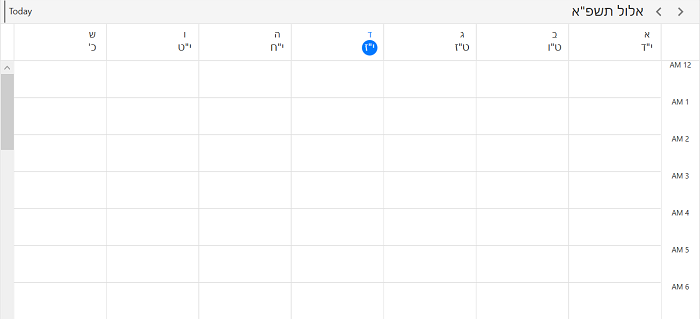 אלול תשפ"א
Today
א ב ג ד ה ו ש
י"ד ט"ו ט"ז י"ז י"ח י"ט כ'
12 AM
1 AM
2 AM
3 AM
4 AM
5 AM
6 AM